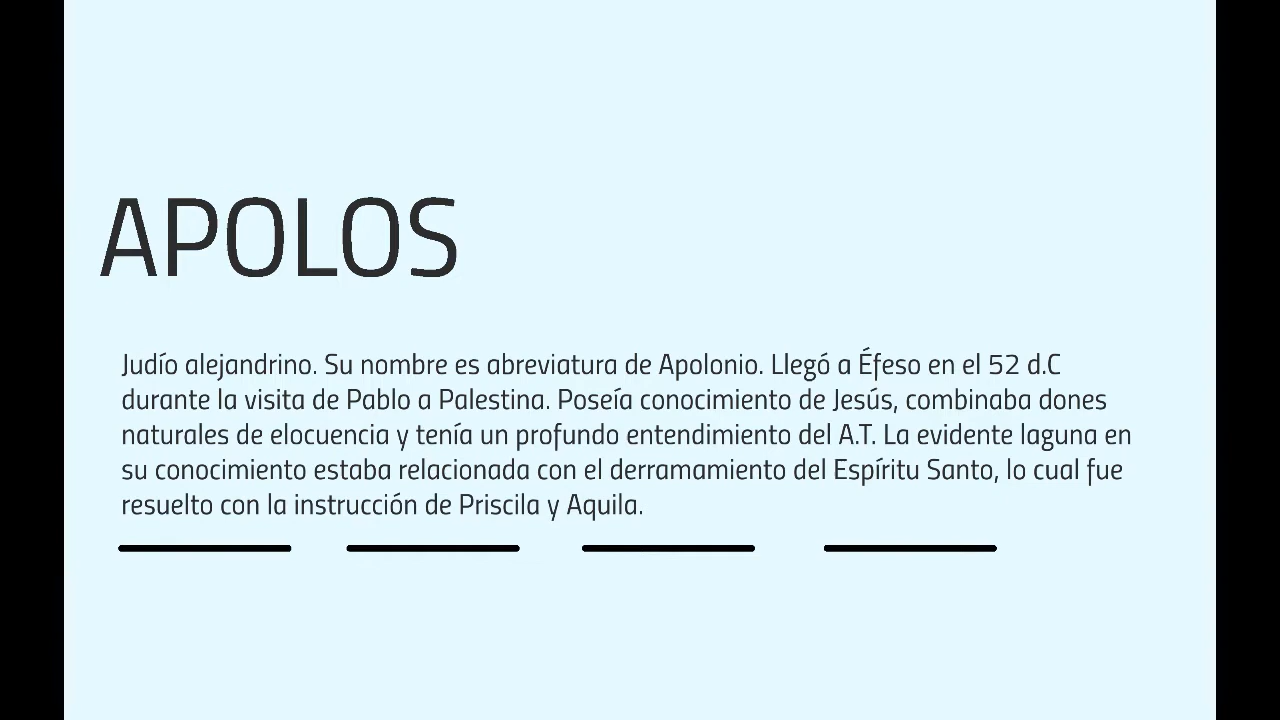 APOLOS
Judío alejandrino. Su nombre es abreviatura de Apolonio. Llegó a Éfeso en el 52 d.C
durante la visita de Pablo a Palestina. Poseía conocimiento de Jesús, combinaba dones
naturales de elocuencia y tenía un profundo entendimiento del A.T. La evidente laguna en
su conocimiento estaba relacionada con el derramamiento del Espíritu Santo, lo cual fue
resuelto con la instrucción de Priscila y Aquila.